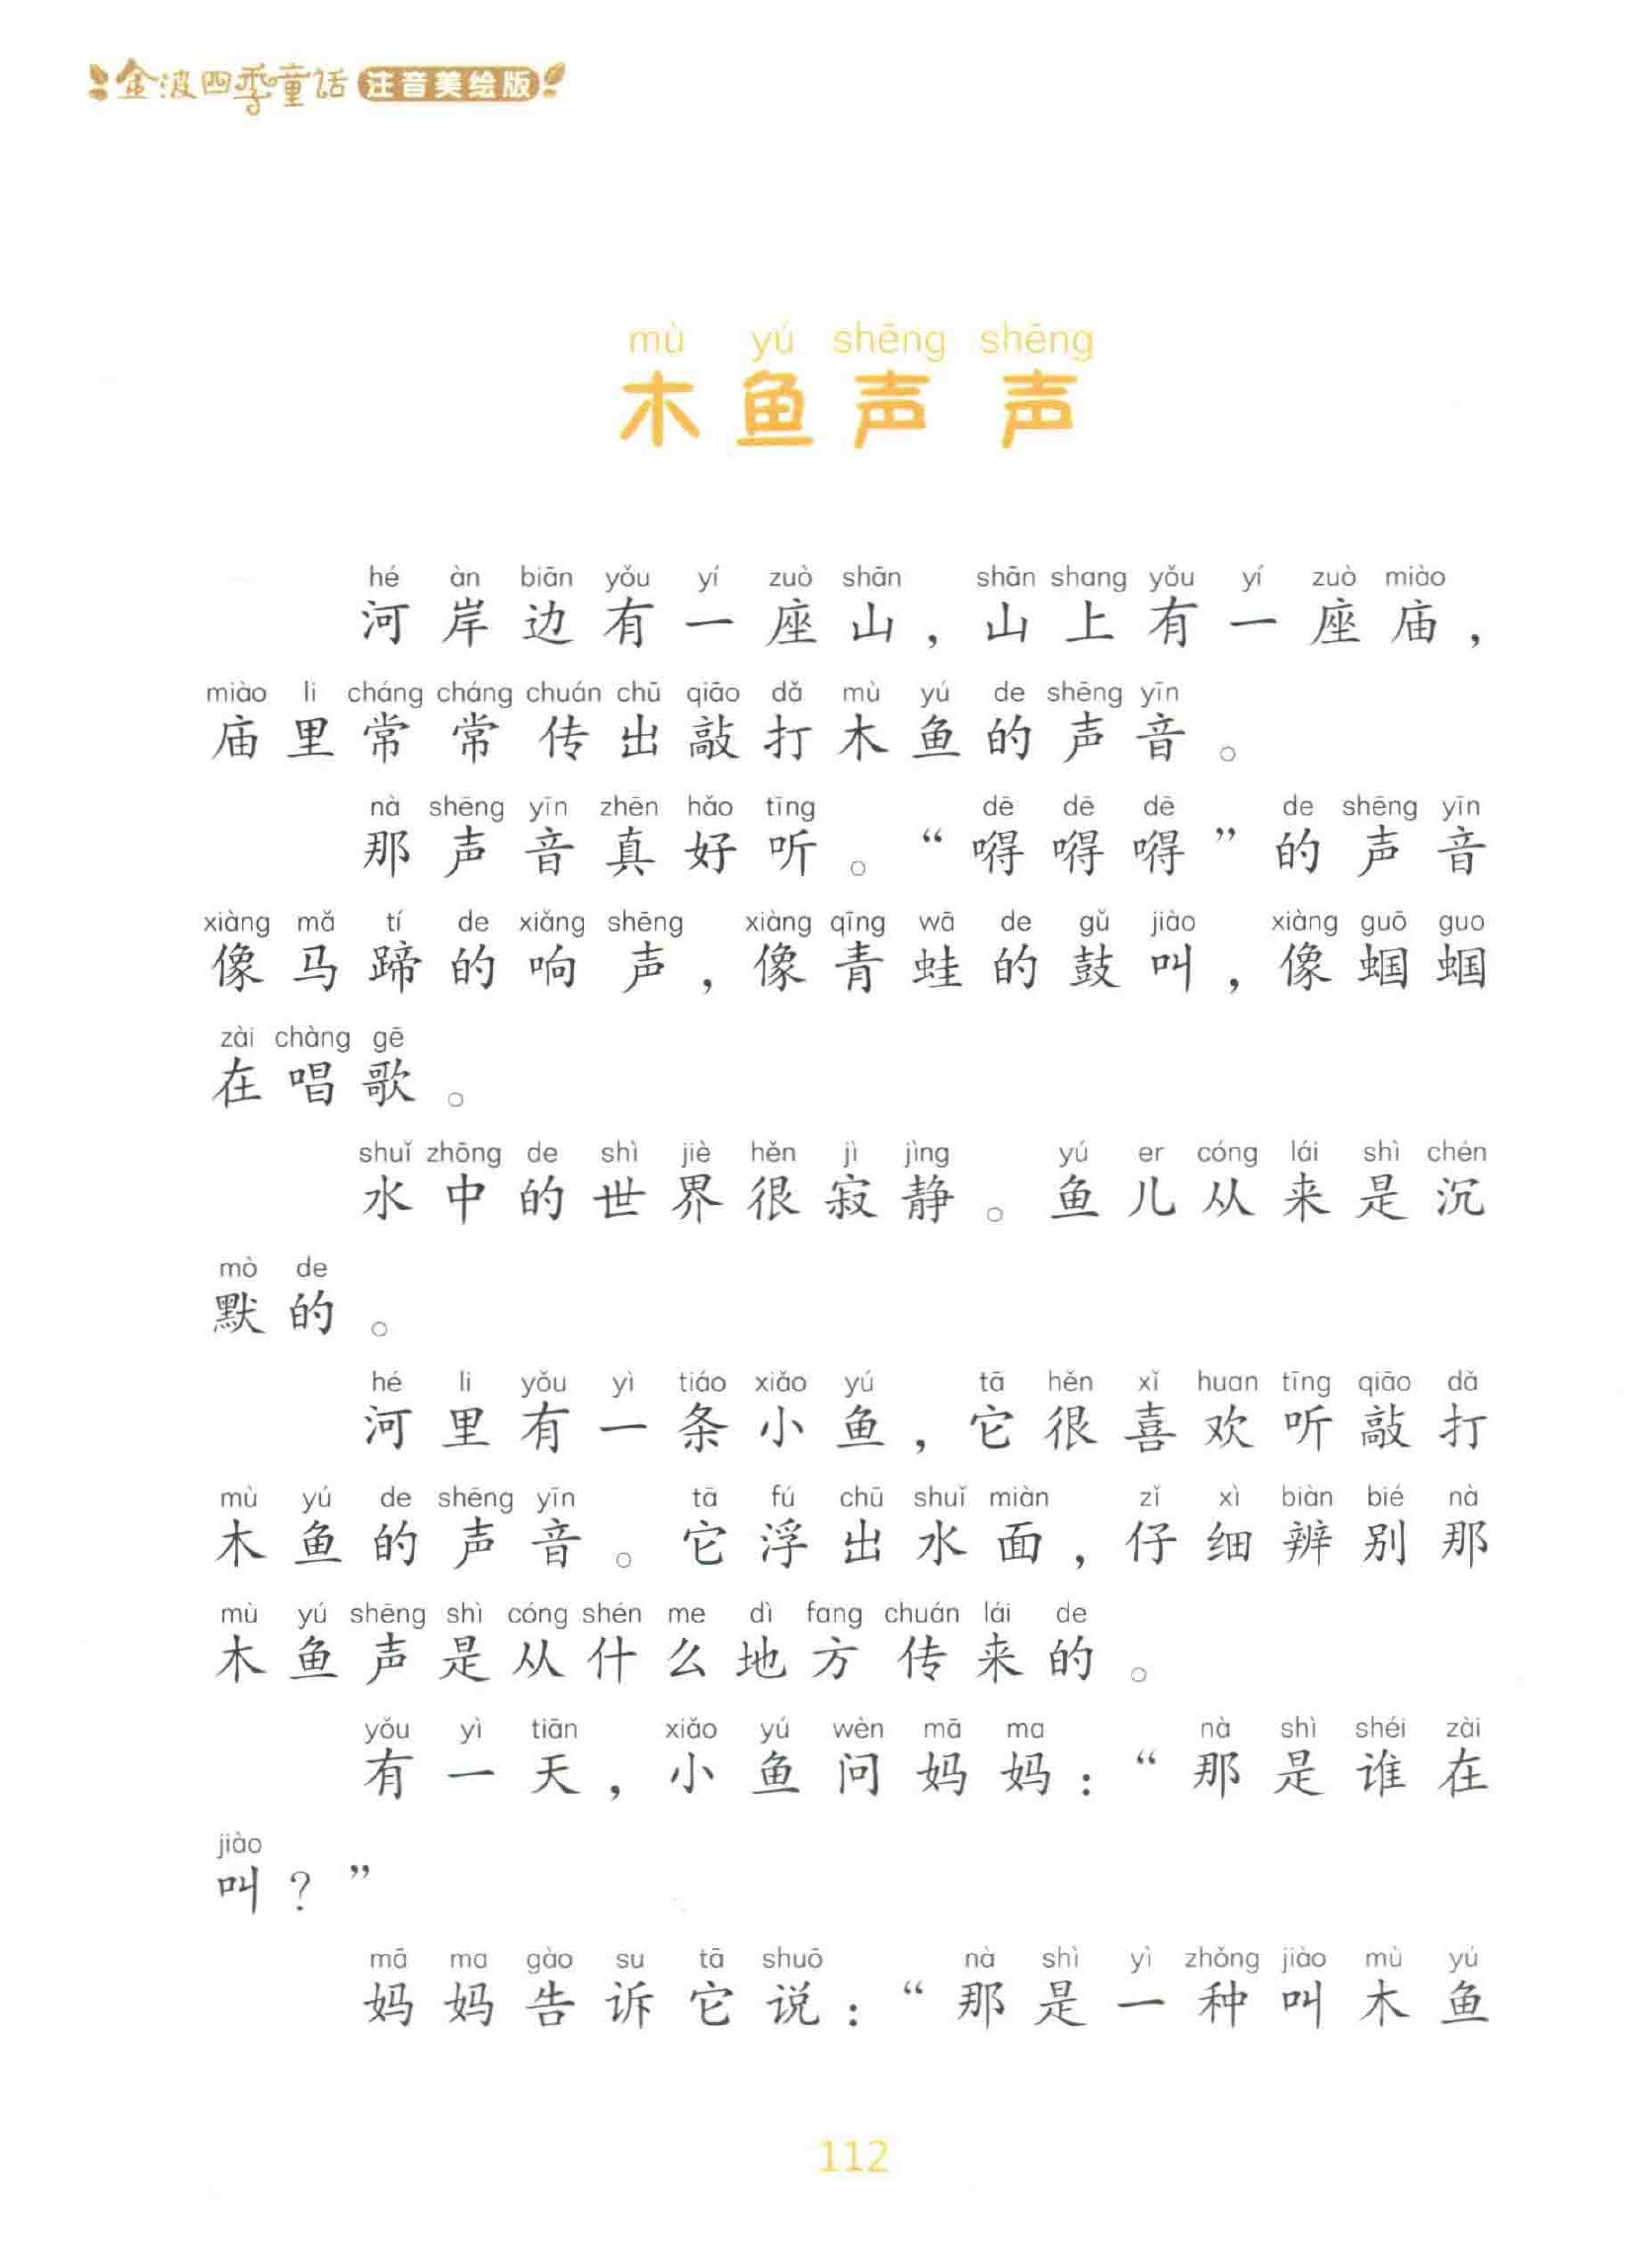 金波四季童话 注音美绘版
mù yú shēng shēng
木鱼声声
hé àn biān yǒu yí zuò shān shān shang yǒu yí zuò miào
河岸边有一座山，山上有一座庙，
miào li cháng cháng chuán chū qiāo dǎ mù yú de shēng yīn
庙里常常传出敲打木鱼的声音。
nà shēng yīn zhēn hǎo tīng dē dē dē de shēng yīn
那声音真好听。“嘚嘚嘚”的声音
xiàng mǎ tí de xiǎng shēng xiàng qīng wā de gǔ jiào xiàng guō guo
像马蹄的响声，像青蛙的鼓叫，像蝈蝈
zài chàng gē
在唱歌。
shuǐ zhōng de shì jiè hěn jì jìng yú er cóng lái shì chén
水中的世界很寂静。鱼儿从来是沉
mò de
默的。
hé li yǒu yì tiáo xiǎo yú tā hěn xǐ huan tīng qiāo dǎ
河里有一条小鱼，它很喜欢听敲打
mù yú de shēng yīn tā fú chū shuǐ miàn zǐ xì biàn bié nà
木鱼的声音。它浮出水面，仔细辨别那
mù yú shēng shì cóng shén me dì fang chuán lái de
木鱼声是从什么地方传来的。
yǒu yì tiān xiǎo yú wèn mā ma nà shì shéi zài
有一天，小鱼问妈妈：“那是谁在
jiào
叫？”
mā ma gào su tā shuō nà shì yì zhǒng jiào mù yú
妈妈告诉它说：“那是一种叫木鱼
112